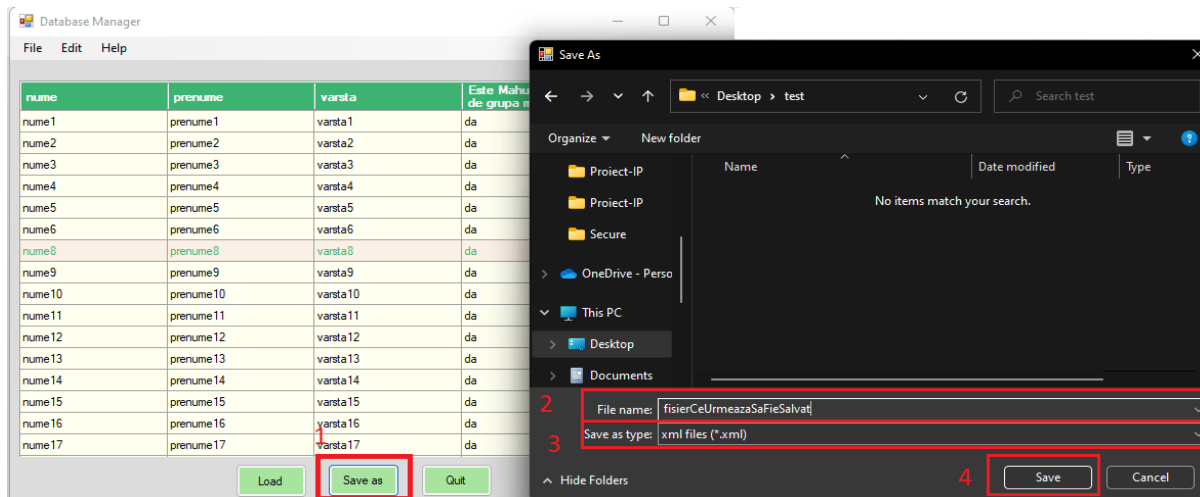 Database Manager
File Edit Help
nume prenume varsta Este Mahu
de grupa m
nume1 prenume1 varsta1 da
nume2 prenume2 varsta2 da
nume3 prenume3 varsta3 da
nume4 prenume4 varsta4 da
nume5 prenume5 varsta5 da
nume6 prenume6 varsta6 da
nume8 prenume8 varsta8 da
nume9 prenume9 varsta9 da
nume10 prenume10 varsta10 da
nume11 prenume11 varsta11 da
nume12 prenume12 varsta12 da
nume13 prenume13 varsta13 da
nume14 prenume14 varsta14 da
nume15 prenume15 varsta15 da
nume16 prenume16 varsta16 da
nume17 prenume17 varsta17 da
1
Load Save as Quit
Save As
« Desktop > test
Search test
Organize New folder
Name Date modified Type
No items match your search.
Proiect-IP
Proiect-IP
Secure
OneDrive - Perso
This PC
Desktop
Documents
2 File name: fisierCeUrmeazaSaFieSalvat
3 Save as type: xml files (*.xml)
Hide Folders 4 Save Cancel